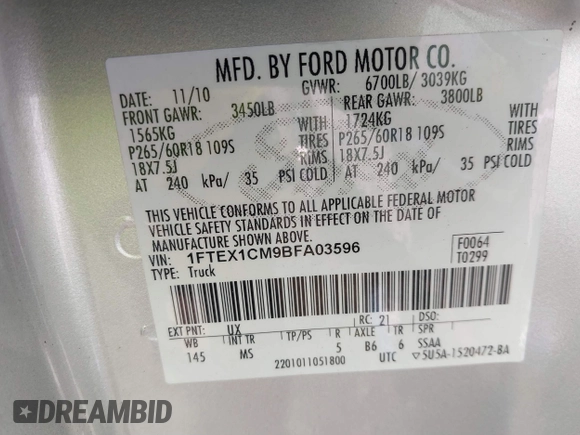 MFD. BY FORD MOTOR CO.
DATE: 11/10 GVWR: 6700LB/ 3039KG
FRONT GAWR: 3450LB REAR GAWR: 3800LB
1565KG 1724KG
P265/60R18 109S TIRES P265/60R18 109S TIRES
18X7.5J RIMS 18X7.5J RIMS
AT 240 kPa/ 35 PSI COLD AT 240 kPa/ 35 PSI COLD
THIS VEHICLE CONFORMS TO ALL APPLICABLE FEDERAL MOTOR
VEHICLE SAFETY STANDARDS IN EFFECT ON THE DATE OF
MANUFACTURE SHOWN ABOVE.
VIN: 1FTEX1CM9BFA03596 F0064
TYPE: Truck T0299
EXT PNT: UX RC: 21 DSO:
WB INT TR TP/PS R AXLE TR SPR
145 MS 5 B6 6 SSAA
2201011051800 UTC ▽5U5A-1520472-BA
DREAMBID